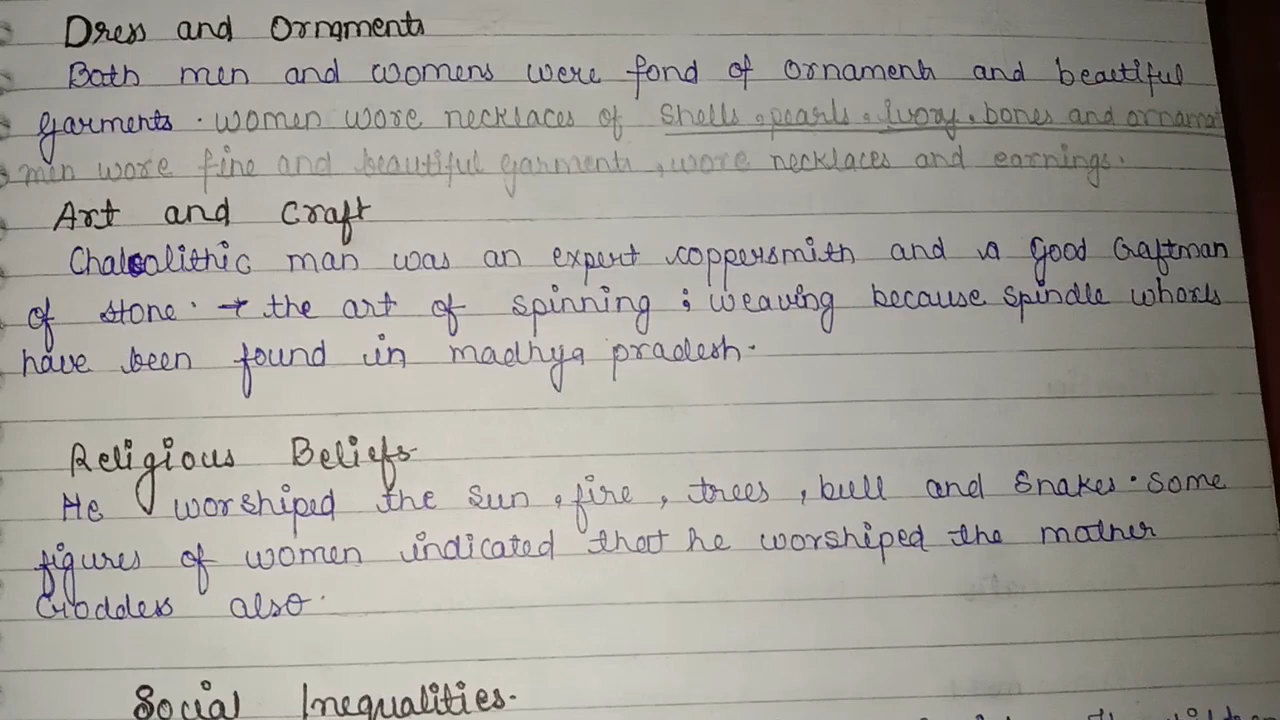 Dress and Ornaments
Both men and womens were fond of ornaments and beautiful
garments. women wore necklaces of shells, pearls, Ivory, bones and
men wore fine and beautiful garments, wore necklaces and earnings.
Art and Craft
Chalcolithic man was an expert coppersmith and a good Craftman
of stone. → the art of spinning ; weaving because spindle whorls
have been found in madhya pradesh.
Religious Beliefs.
He worshiped the sun, fire, trees, bull and Snakes. Some
figures of women indicated that he worshiped the mother
Goddess also.
Social Inequalities.